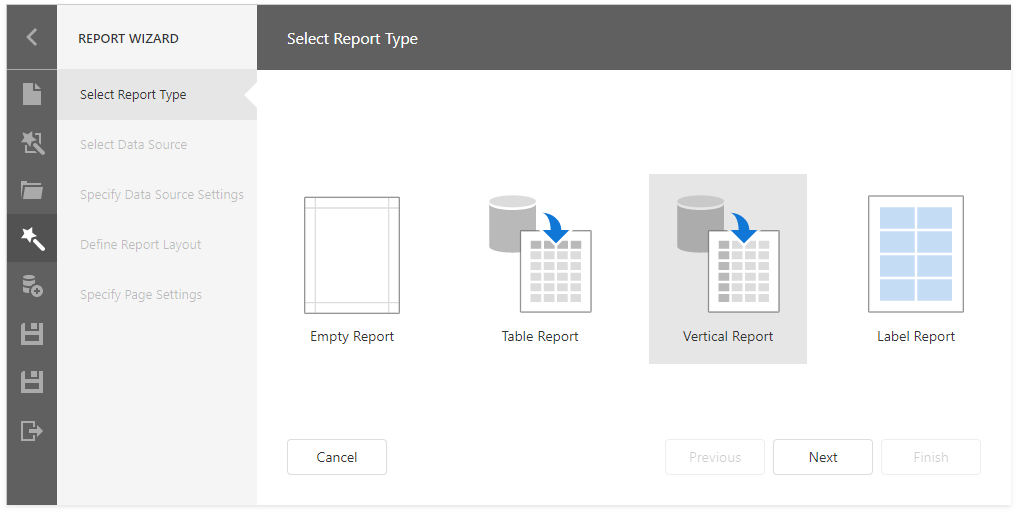 REPORT WIZARD
Select Report Type
Select Report Type
Select Data Source
Specify Data Source Settings
Define Report Layout
Specify Page Settings
Empty Report
Table Report
Vertical Report
Label Report
Cancel
Previous
Next
Finish